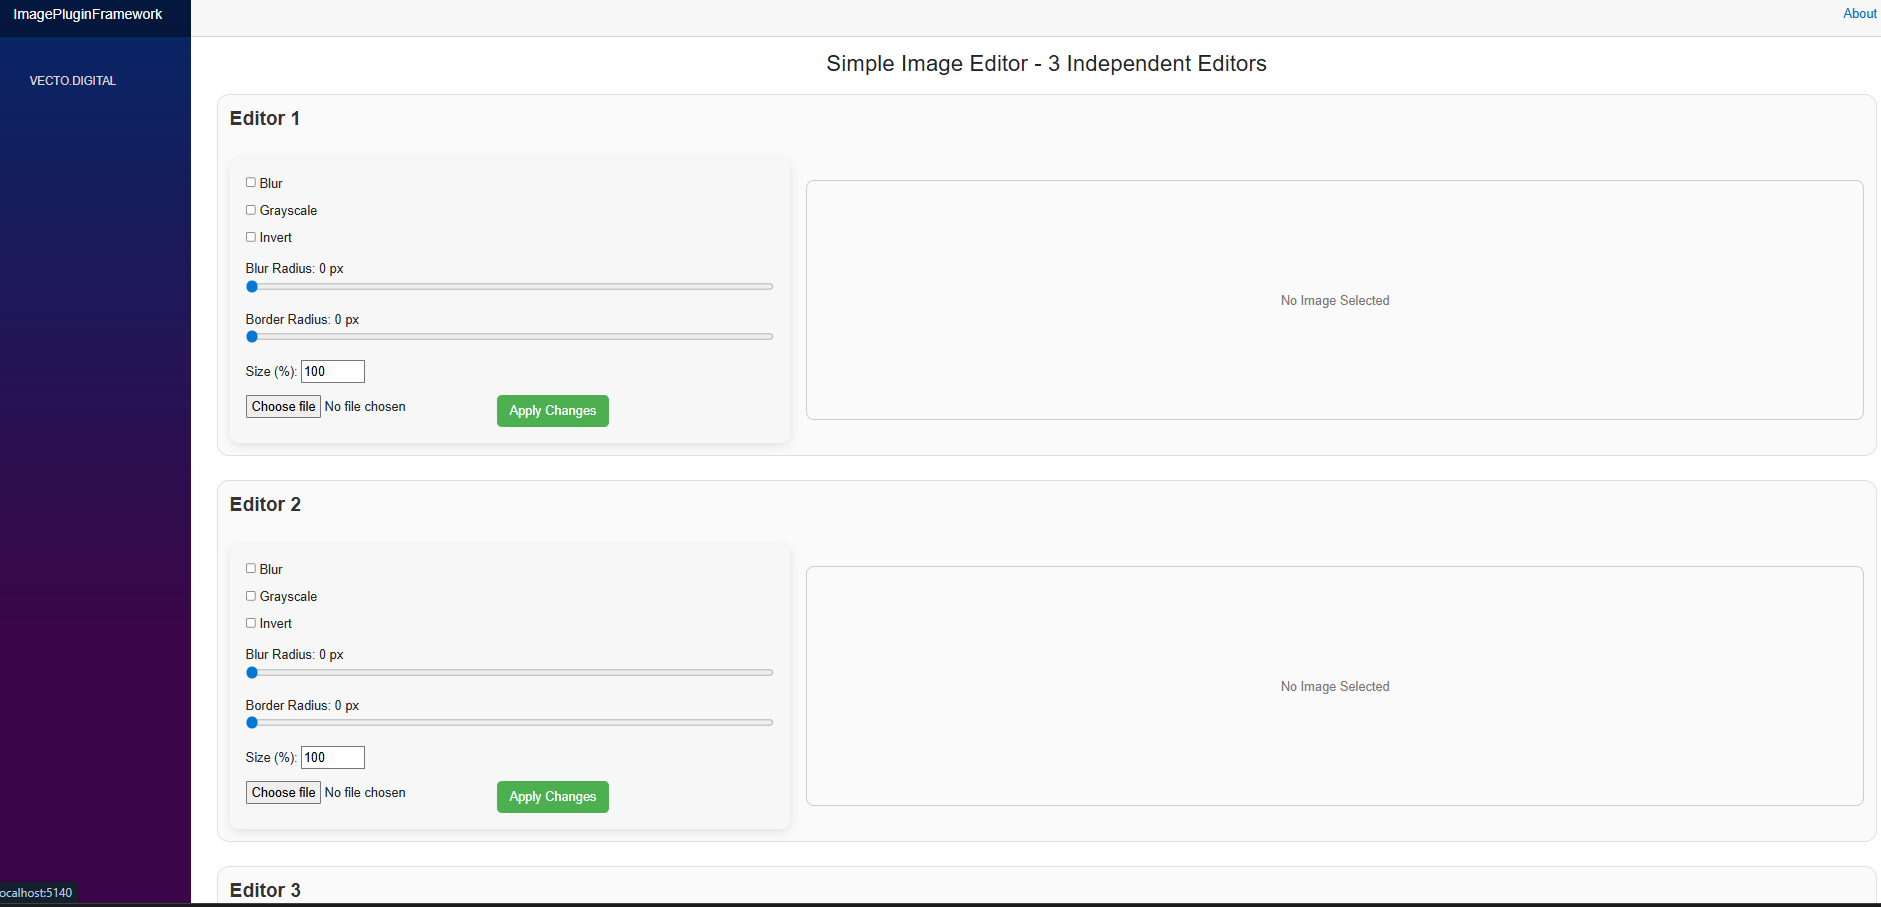 ImagePluginFramework
About
VECTO.DIGITAL
Simple Image Editor - 3 Independent Editors
Editor 1
Blur
Grayscale
Invert
Blur Radius: 0 px
Border Radius: 0 px
Size (%): 100
Choose file No file chosen
Apply Changes
No Image Selected
Editor 2
Blur
Grayscale
Invert
Blur Radius: 0 px
Border Radius: 0 px
Size (%): 100
Choose file No file chosen
Apply Changes
No Image Selected
Editor 3
ocalhost:5140